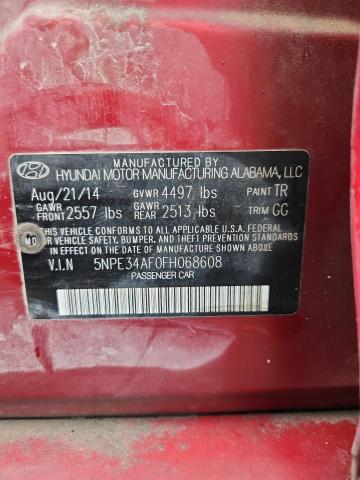 MANUFACTURED BY
HYUNDAI MOTOR MANUFACTURING ALABAMA, LLC
Aug/21/14 GVWR 4497 lbs PAINT TR
GAWR FRONT 2557 lbs GAWR REAR 2513 lbs TRIM GG
THIS VEHICLE CONFORMS TO ALL APPLICABLE U.S.A. FEDERAL
MOTOR VEHICLE SAFETY, BUMPER, AND THEFT PREVENTION
STANDARDS IN EFFECT ON THE DATE OF MANUFACTURE SHOWN ABOVE
MO
V.I.N 5NPE34AF0FH068608
PASSENGER CAR